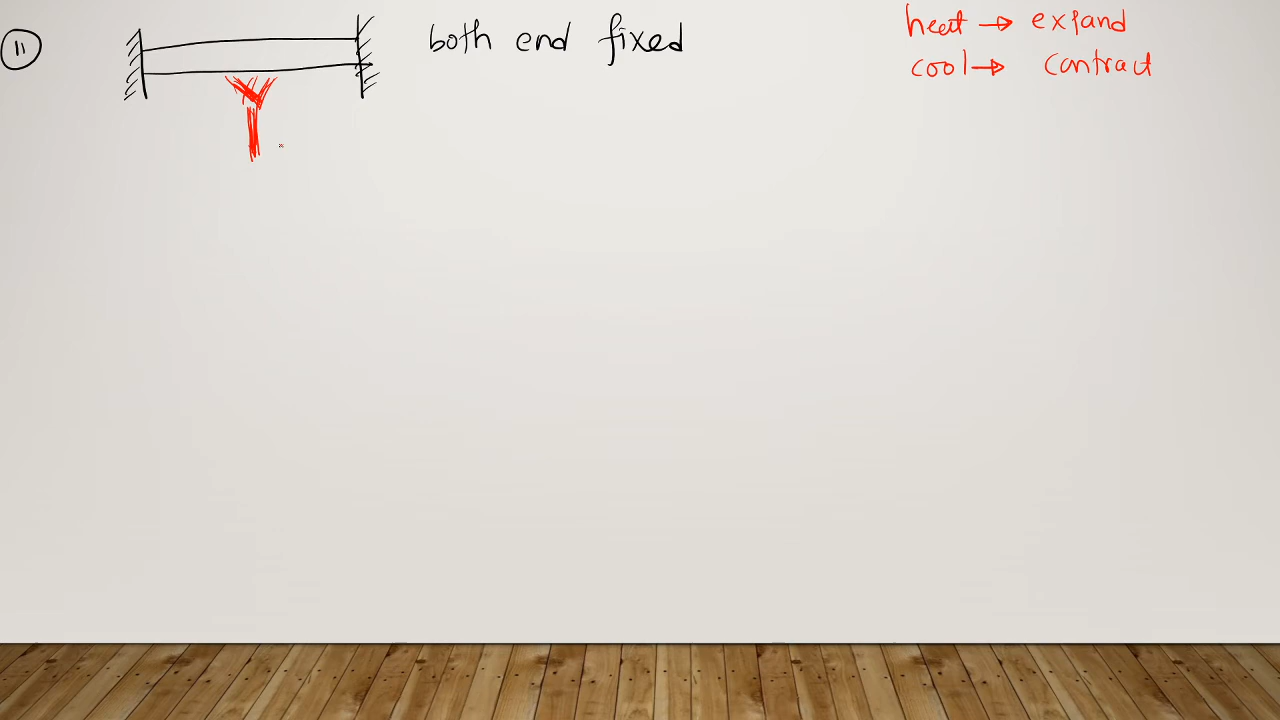 11 both end fixed
heat → expand
cool → contract